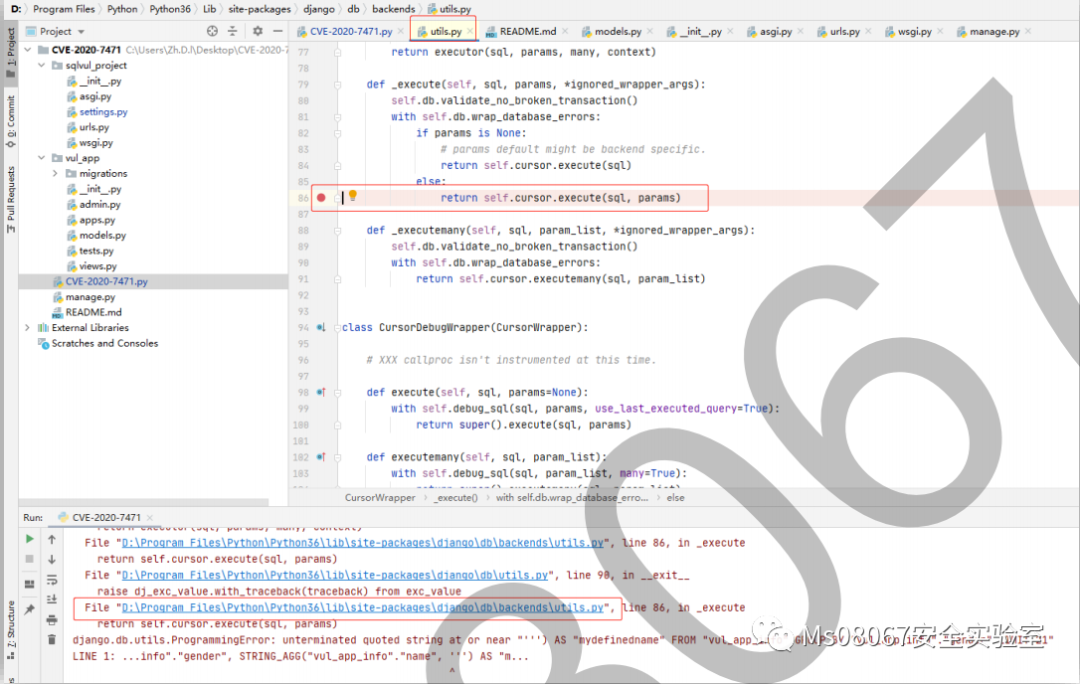 D: Program Files Python Python36 Lib site-packages django db backends utils.py
Project
CVE-2020-7471.py utils.py README.md models.py __init__.py asgi.py urls.py wsgi.py manage.py
1: Project
0: Commit
Pull Requests
Z: Structure
CVE-2020-7471 C:\Users\Zh.D.l\Desktop\CVE-2020-7
sqlvul_project
__init__.py
asgi.py
settings.py
urls.py
wsgi.py
vul_app
migrations
__init__.py
admin.py
apps.py
models.py
tests.py
views.py
CVE-2020-7471.py
manage.py
README.md
External Libraries
Scratches and Consoles
77 return executor(sql, params, many, context)
78
79 def _execute(self, sql, params, *ignored_wrapper_args):
80 self.db.validate_no_broken_transaction()
81 with self.db.wrap_database_errors:
82 if params is None:
83 # params default might be backend specific.
84 return self.cursor.execute(sql)
85 else:
86 return self.cursor.execute(sql, params)
87
88 def _executemany(self, sql, param_list, *ignored_wrapper_args):
89 self.db.validate_no_broken_transaction()
90 with self.db.wrap_database_errors:
91 return self.cursor.executemany(sql, param_list)
92
93
94 class CursorDebugWrapper(CursorWrapper):
95
96 # XXX callproc isn't instrumented at this time.
97
98 def execute(self, sql, params=None):
99 with self.debug_sql(sql, params, use_last_executed_query=True):
100 return super().execute(sql, params)
101
102 def executemany(self, sql, param_list):
103 with self.debug_sql(sql, param_list, many=True):
CursorWrapper _execute() with self.db.wrap_database_erro... else
Run: CVE-2020-7471
return executor(sql, params, many, context)
File "D:\Program Files\Python\Python36\lib\site-packages\django\db\backends\utils.py", line 86, in _execute
return self.cursor.execute(sql, params)
File "D:\Program Files\Python\Python36\lib\site-packages\django\db\utils.py", line 90, in __exit__
raise dj_exc_value.with_traceback(traceback) from exc_value
File "D:\Program Files\Python\Python36\lib\site-packages\django\db\backends\utils.py", line 86, in _execute
return self.cursor.execute(sql, params)
django.db.utils.ProgrammingError: unterminated quoted string at or near "''') AS "mydefinedname" FROM "vul_app_
LINE 1: ...info"."gender", STRING_AGG("vul_app_info"."name", ''') AS "m...
^
Ms08067安全实验室
8067